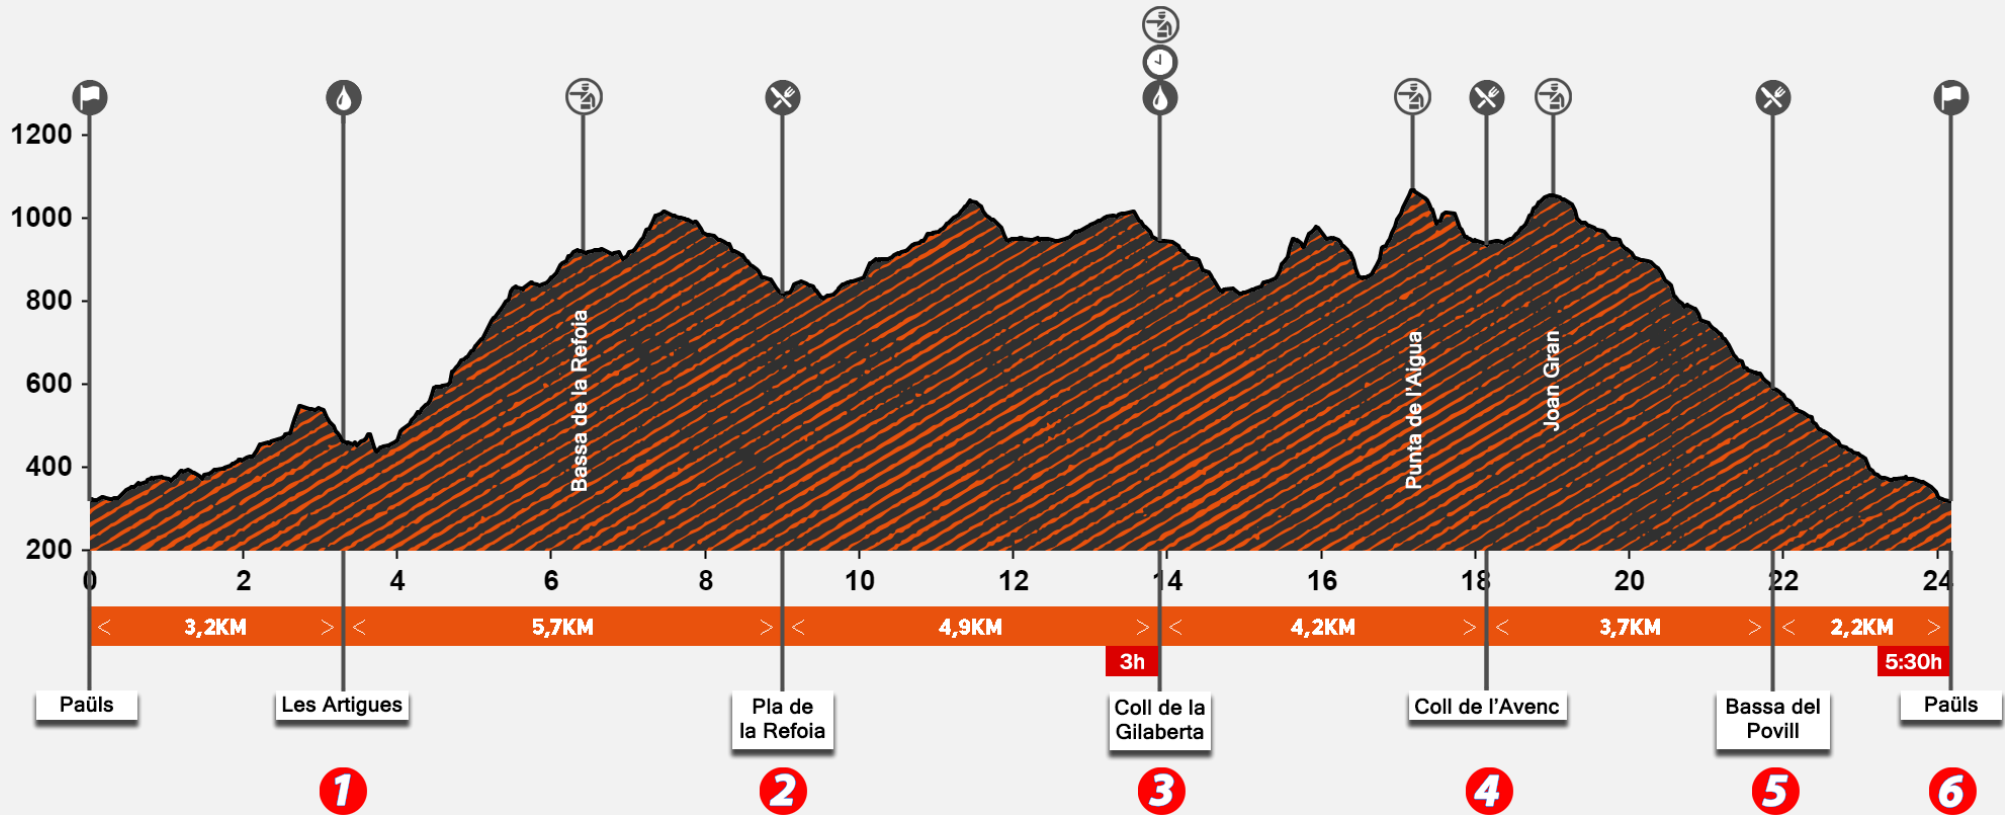 1200
1000
800
600
400
200
Bassa de la Refoia
Punta de l'Aigua
Joan Gran
0 2 4 6 8 10 12 14 16 18 20 22 24
< 3,2KM > < 5,7KM > < 4,9KM > < 4,2KM > < 3,7KM > < 2,2KM >
3h
5:30h
Paüls
Les Artigues
Pla de
la Refoia
Coll de la
Gilaberta
Coll de l'Avenc
Bassa del
Povill
Paüls
1 2 3 4 5 6